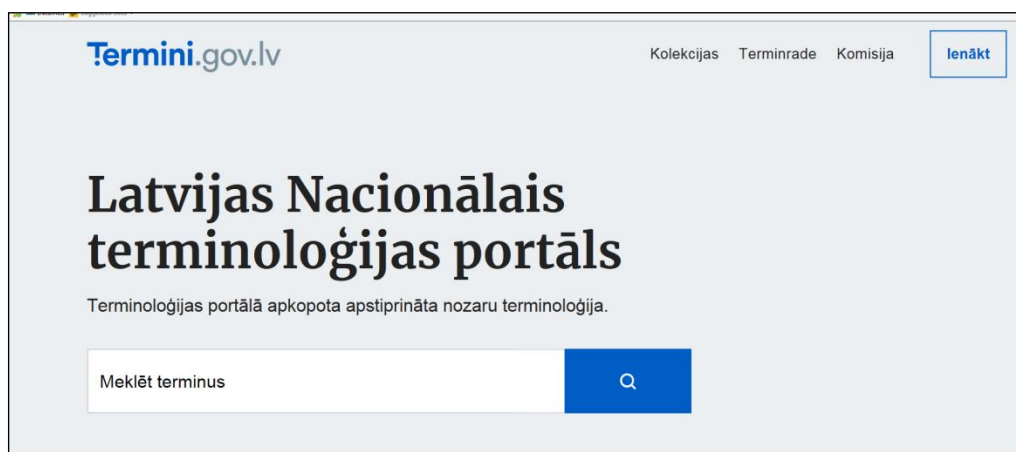 Termini.gov.lv
Kolekcijas Terminrade Komisija Ienākt
Latvijas Nacionālais
terminoloģijas portāls
Terminoloģijas portālā apkopota apstiprināta nozaru terminoloģija.
Meklēt terminus